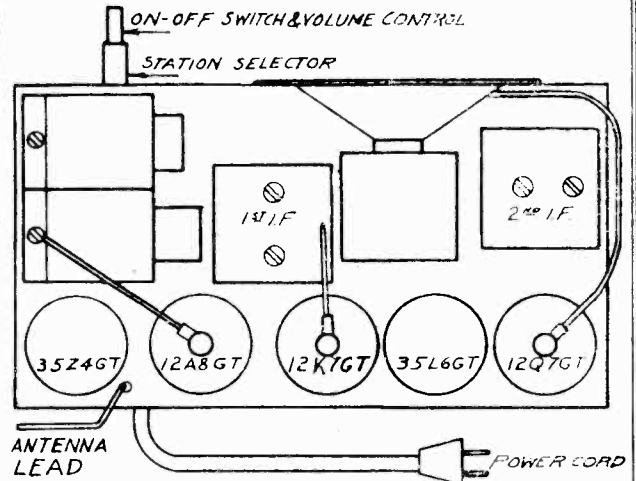 ON-OFF SWITCH & VOLUME CONTROL
STATION SELECTOR
1ST I.F
2ND I.F.
35Z4GT
12A8GT
12K7GT
35L6GT
12Q7GT
ANTENNA
LEAD
POWER CORD